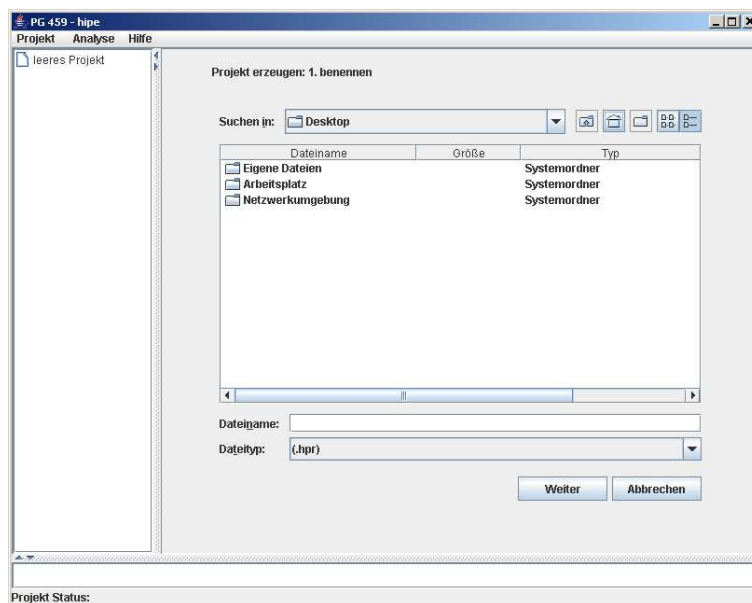 PG 459 - hipe
Projekt Analyse Hilfe
leeres Projekt
Projekt erzeugen: 1. benennen
Suchen in: Desktop
Dateiname Größe Typ
Eigene Dateien Systemordner
Arbeitsplatz Systemordner
Netzwerkumgebung Systemordner
Dateiname:
Dateityp: (.hpr)
Weiter Abbrechen
Projekt Status: